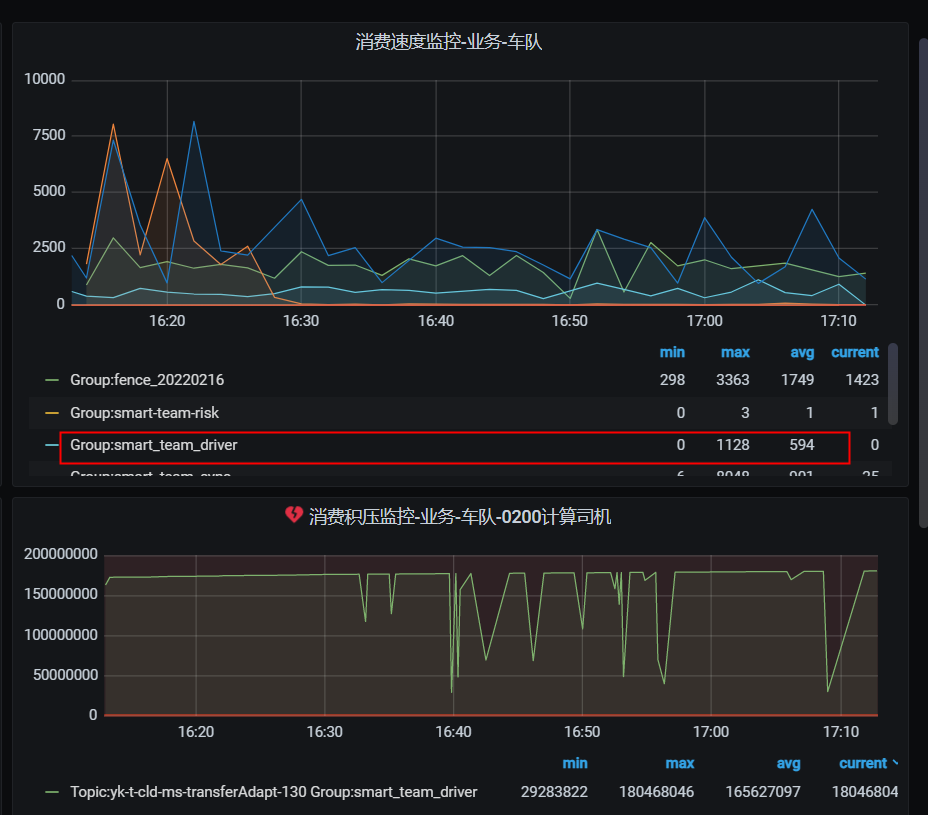 消费速度监控-业务-车队
10000
7500
5000
2500
0
16:20 16:30 16:40 16:50 17:00 17:10
min max avg current
Group:fence_20220216 298 3363 1749 1423
Group:smart-team-risk 0 3 1 1
Group:smart_team_driver 0 1128 594 0
消费积压监控-业务-车队-0200计算司机
200000000
150000000
100000000
50000000
0
16:20 16:30 16:40 16:50 17:00 17:10
min max avg current
Topic:yk-t-cld-ms-transferAdapt-130 Group:smart_team_driver 29283822 180468046 165627097 18046804